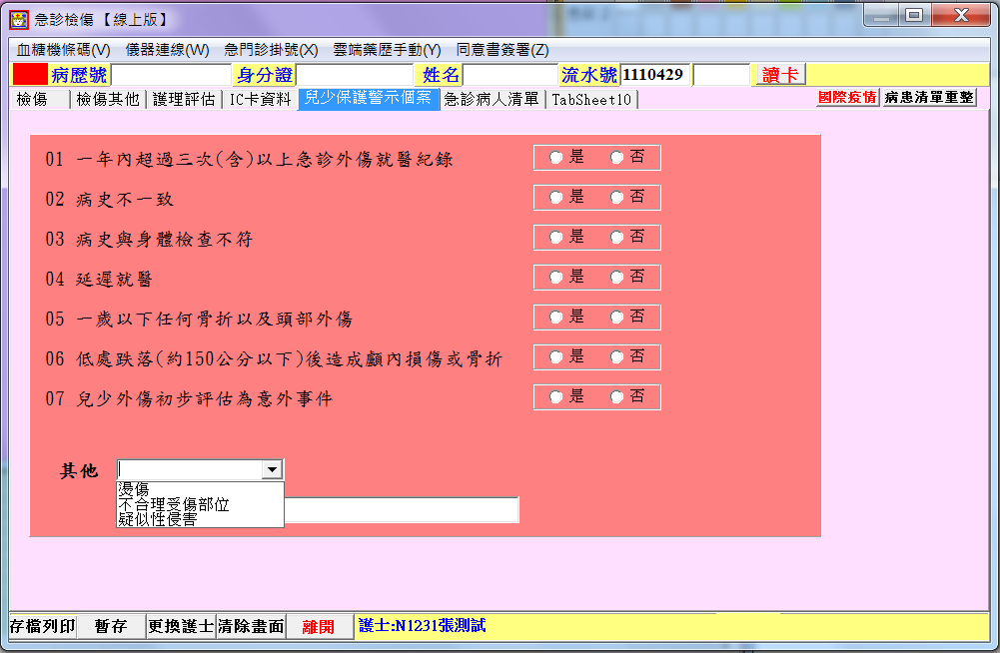 急診檢傷【線上版】
血糖機條碼(V) 儀器連線(W) 急門診掛號(X) 雲端藥歷手動(Y) 同意書簽署(Z)
病歷號 身分證 姓名 流水號 1110429 讀卡
檢傷 檢傷其他 護理評估 IC卡資料 兒少保護警示個案 急診病人清單 TabSheet10 國際疫情 病患清單重整
01 一年內超過三次(含)以上急診外傷就醫紀錄 是 否
02 病史不一致 是 否
03 病史與身體檢查不符 是 否
04 延遲就醫 是 否
05 一歲以下任何骨折以及頭部外傷 是 否
06 低處跌落(約150公分以下)後造成顱內損傷或骨折 是 否
07 兒少外傷初步評估為意外事件 是 否
其他
燙傷
不合理受傷部位
疑似性侵害
存檔列印 暫存 更換護士 清除畫面 離開 護士:N1231張測試